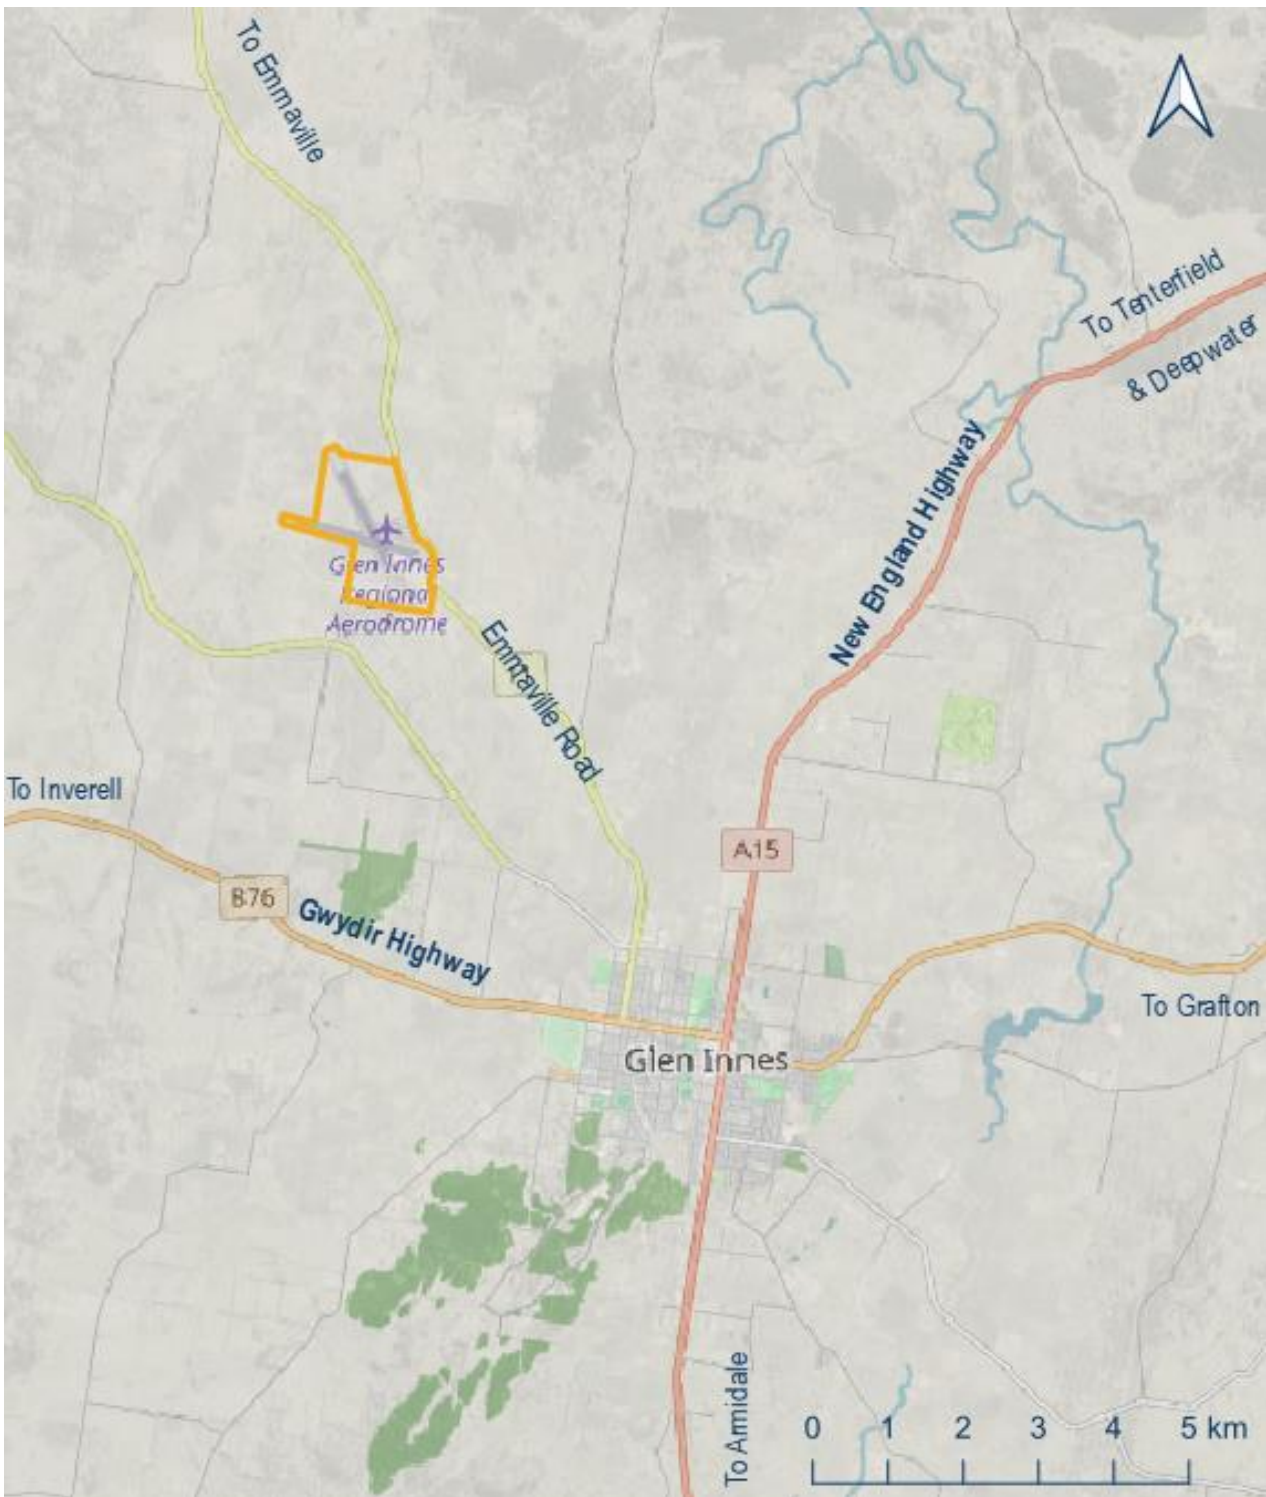 To Emmaville
To Tenterfield
& Deepwater
New England Highway
Glen Innes
Regional
Aerodrome
Emmaville Road
To Inverell
A15
B76
Gwydir Highway
To Grafton
Glen Innes
To Armidale
0 1 2 3 4 5 km